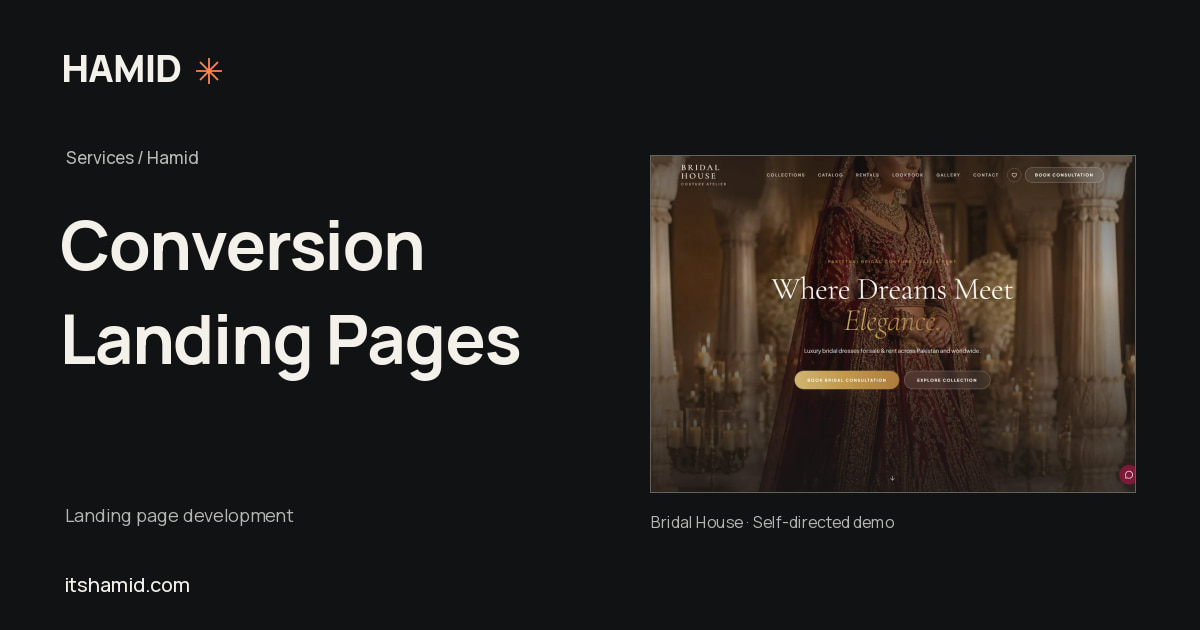 HAMID
Services / Hamid
Conversion
Landing Pages
Landing page development
itshamid.com
BRIDAL
HOUSE
COUTURE ATELIER
COLLECTIONS CATALOG RENTALS LOOKBOOK GALLERY CONTACT BOOK CONSULTATION
Where Dreams Meet
Elegance.
Luxury bridal dresses for sale & rent across Pakistan and worldwide.
BOOK BRIDAL CONSULTATION EXPLORE COLLECTION
Bridal House · Self-directed demo